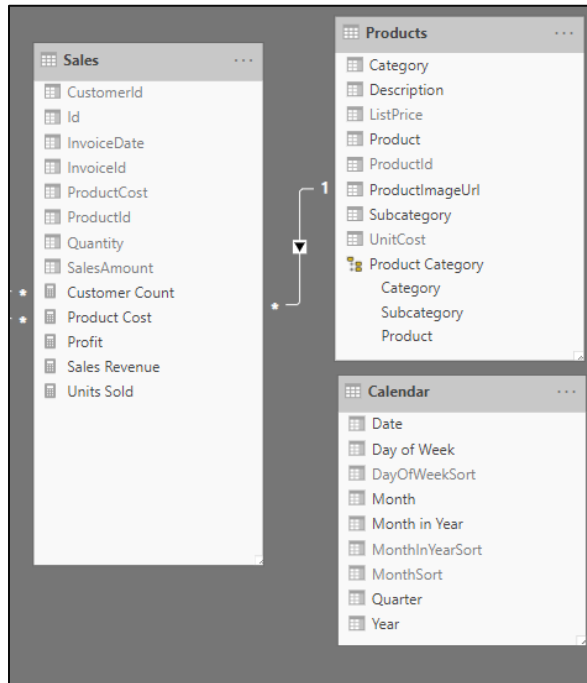 Sales
CustomerId
Id
InvoiceDate
InvoiceId
ProductCost
ProductId
Quantity
SalesAmount
Customer Count
Product Cost
Profit
Sales Revenue
Units Sold
*
*
1
*
Products
Category
Description
ListPrice
Product
ProductId
ProductImageUrl
Subcategory
UnitCost
Product Category
Category
Subcategory
Product
Calendar
Date
Day of Week
DayOfWeekSort
Month
Month in Year
MonthInYearSort
MonthSort
Quarter
Year